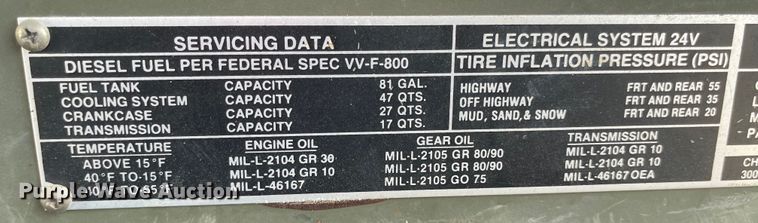 SERVICING DATA
DIESEL FUEL PER FEDERAL SPEC V,V-F-800
FUEL TANK CAPACITY 81 GAL.
COOLING SYSTEM CAPACITY 47 QTS.
CRANKCASE CAPACITY 27 QTS.
TRANSMISSION CAPACITY 17 QTS.
ELECTRICAL SYSTEM 24V
TIRE INFLATION PRESSURE (PSI)
HIGHWAY FRT AND REAR 55
OFF HIGHWAY FRT AND REAR 35
MUD, SAND, & SNOW FRT AND REAR 20
TEMPERATURE ENGINE OIL GEAR OIL TRANSMISSION
ABOVE 15°F MIL-L-2104 GR 30 MIL-L-2105 GR 80/90 MIL-L-2104 GR 10
40°F TO-15°F MIL-L-2104 GR 10 MIL-L-2105 GR 80/90 MIL-L-2104 GR 10
40°F TO-65°F MIL-L-46167 MIL-L-2105 GO 75 MIL-L-46167 OEA
CH
300
Purple Wave Auction